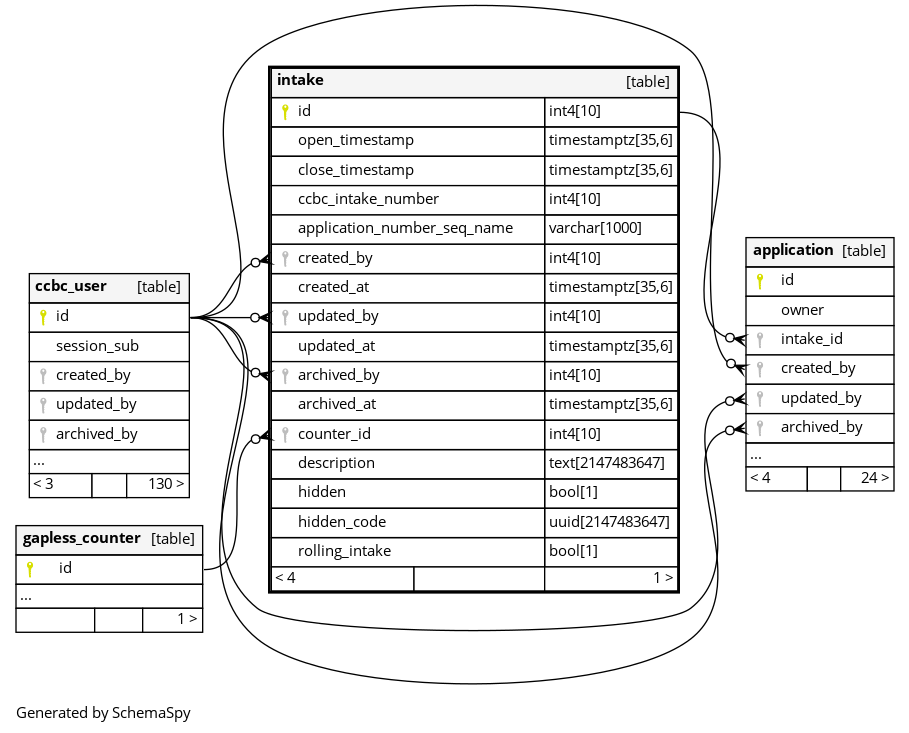 intake [table]
id int4[10]
open_timestamp timestamptz[35,6]
close_timestamp timestamptz[35,6]
ccbc_intake_number int4[10]
application_number_seq_name varchar[1000]
created_by int4[10]
created_at timestamptz[35,6]
updated_by int4[10]
updated_at timestamptz[35,6]
archived_by int4[10]
archived_at timestamptz[35,6]
counter_id int4[10]
description text[2147483647]
hidden bool[1]
hidden_code uuid[2147483647]
rolling_intake bool[1]
< 4 1 >
ccbc_user [table]
id
session_sub
created_by
updated_by
archived_by
...
< 3 130 >
gapless_counter [table]
id
...
1 >
application [table]
id
owner
intake_id
created_by
updated_by
archived_by
...
< 4 24 >
Generated by SchemaSpy